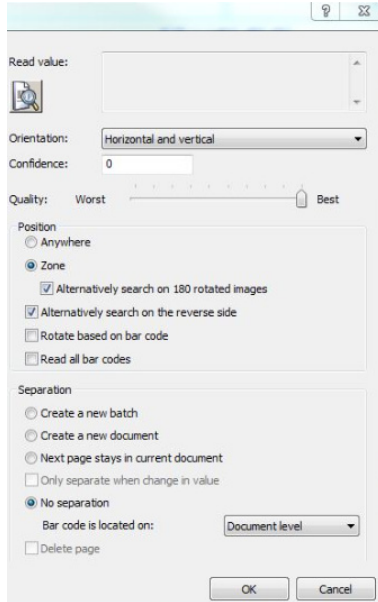 Read value:
Orientation: Horizontal and vertical
Confidence: 0
Quality: Worst Best
Position
Anywhere
Zone
Alternatively search on 180 rotated images
Alternatively search on the reverse side
Rotate based on bar code
Read all bar codes
Separation
Create a new batch
Create a new document
Next page stays in current document
Only separate when change in value
No separation
Bar code is located on: Document level
Delete page
OK Cancel